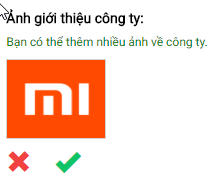 Ảnh giới thiệu công ty:
Bạn có thể thêm nhiều ảnh về công ty.
mi